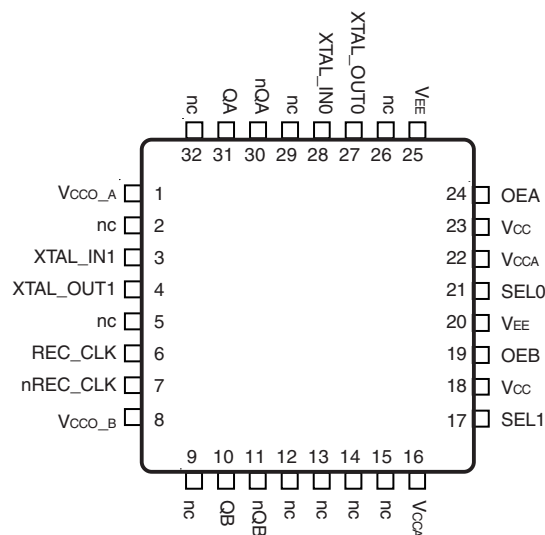 nc QA nQA nc XTAL_IN0 XTAL_OUT0 nc VEE
32 31 30 29 28 27 26 25
VCCO_A 1
nc 2
XTAL_IN1 3
XTAL_OUT1 4
nc 5
REC_CLK 6
nREC_CLK 7
VCCO_B 8
24 OEA
23 VCC
22 VCCA
21 SEL0
20 VEE
19 OEB
18 VCC
17 SEL1
9 10 11 12 13 14 15 16
nc QB nQB nc nc nc nc VCCA